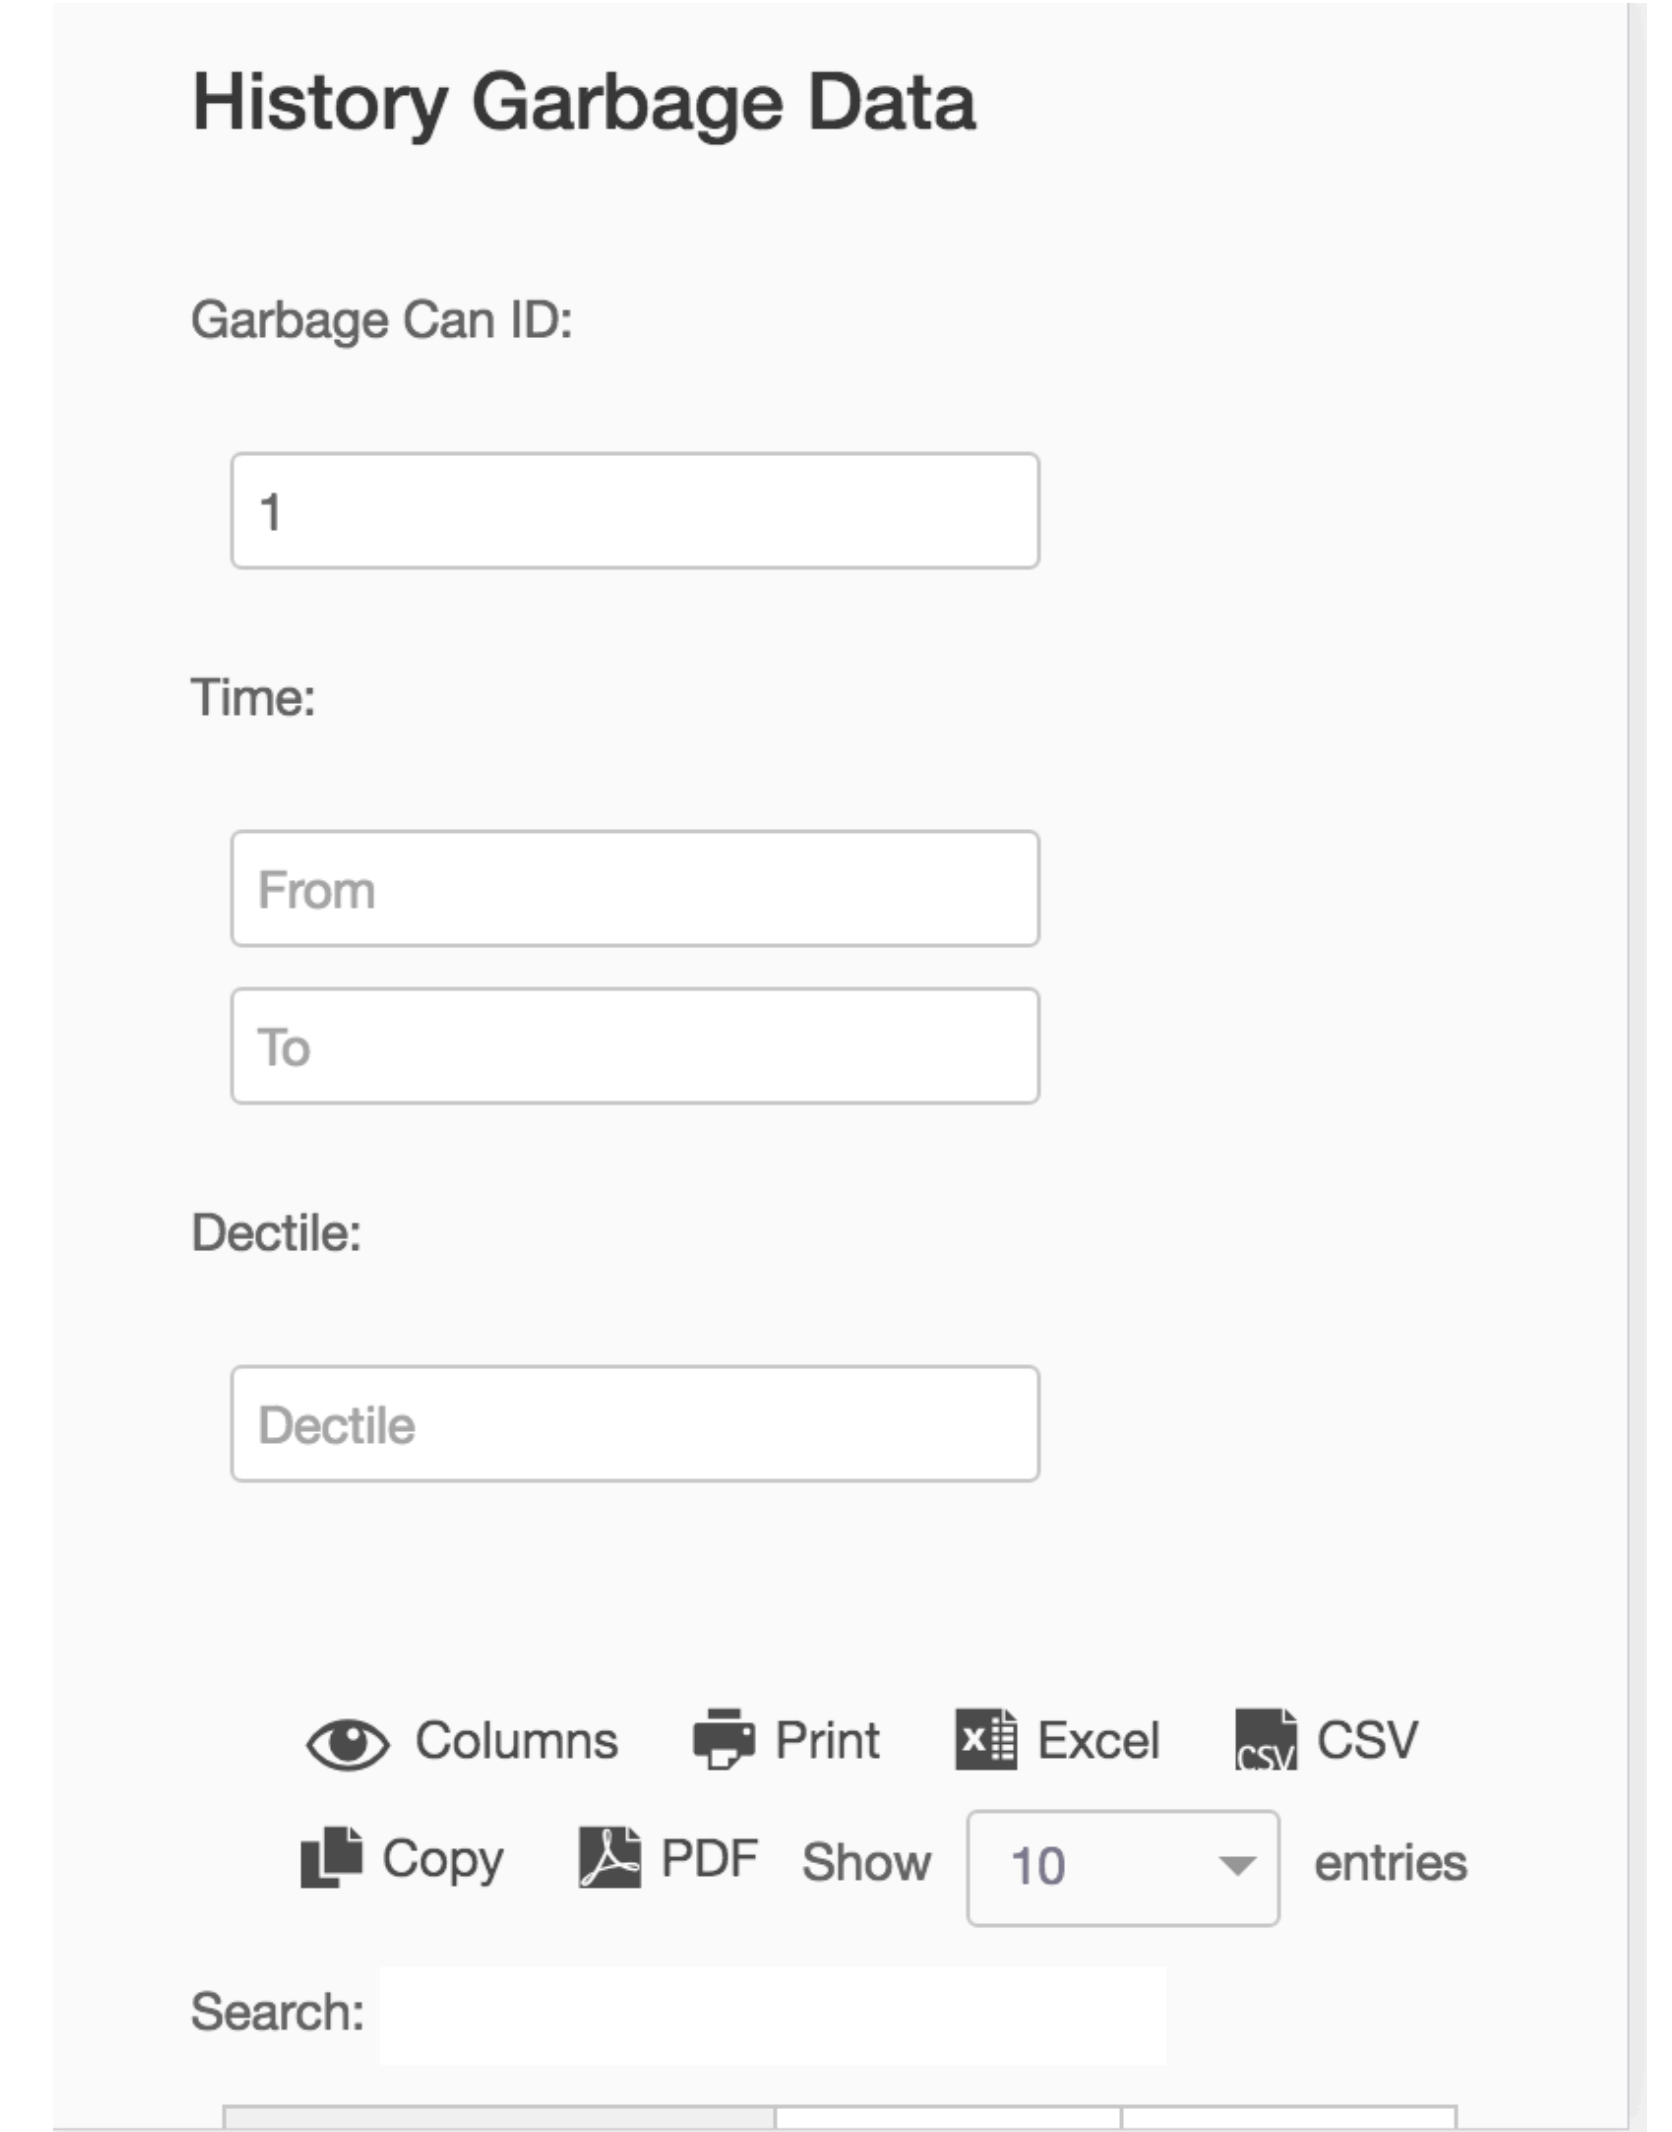 History Garbage Data
Garbage Can ID:
1
Time:
From
To
Dectile:
Dectile
Columns Print Excel CSV CSV
Copy PDF Show 10 entries
Search: